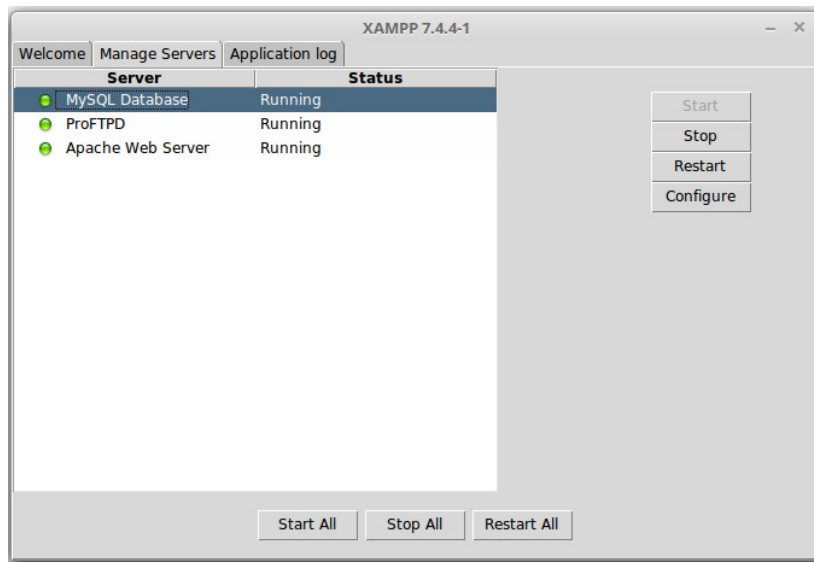 XAMPP 7.4.4-1
Welcome Manage Servers Application log
Server Status
MySQL Database Running
ProFTPD Running
Apache Web Server Running
Start
Stop
Restart
Configure
Start All Stop All Restart All